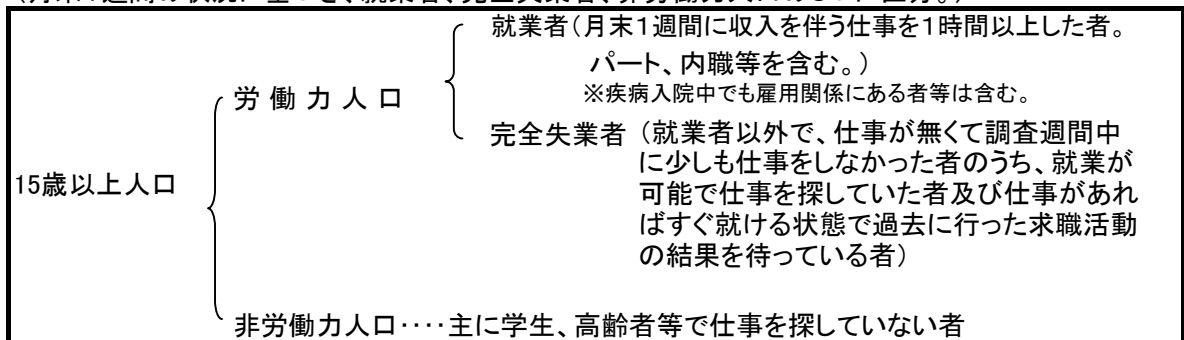 就業者(月末1週間に収入を伴う仕事を1時間以上した者。
パート、内職等を含む。)
※疾病入院中でも雇用関係にある者等は含む。
労働力人口
完全失業者(就業者以外で、仕事が無くて調査週間中
に少しも仕事をしなかった者のうち、就業が
可能で仕事を探していた者及び仕事があれ
ばすぐ就ける状態で過去に行った求職活動
の結果を待っている者)
15歳以上人口
非労働力人口‥‥主に学生、高齢者等で仕事を探していない者